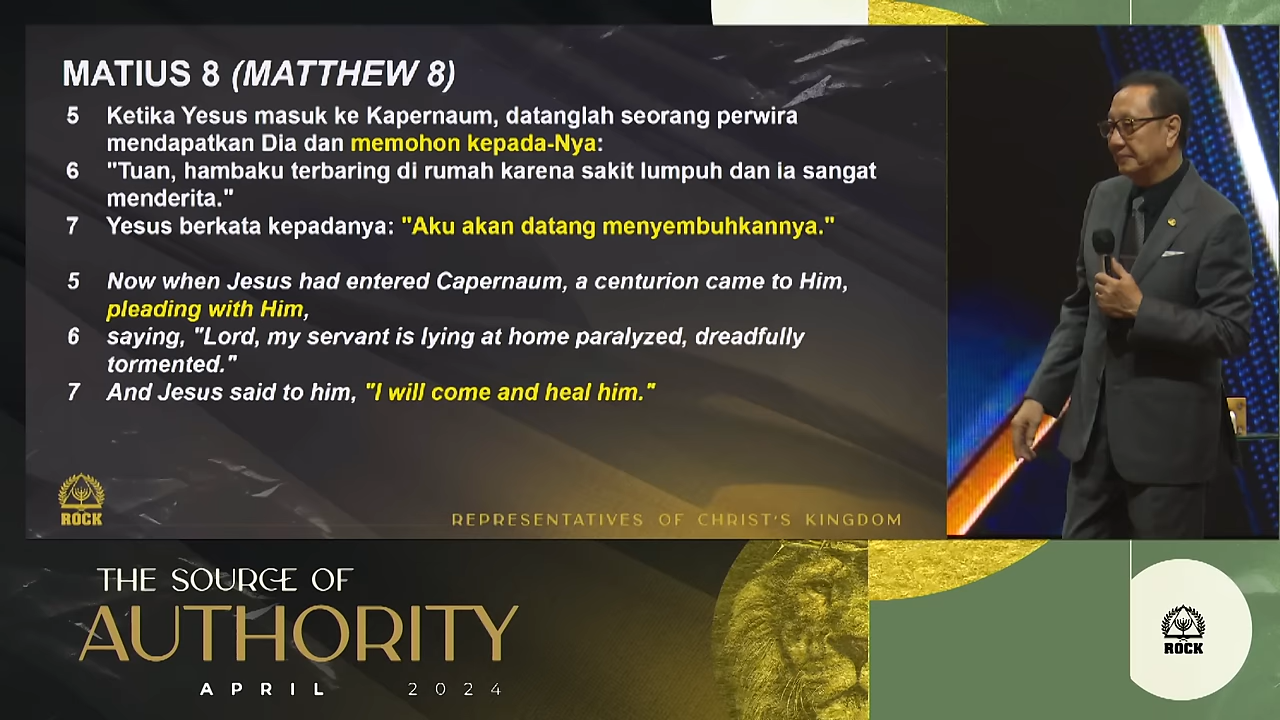 MATIUS 8 (MATTHEW 8)
5 Ketika Yesus masuk ke Kapernaum, datanglah seorang perwira
mendapatkan Dia dan memohon kepada-Nya:
6 "Tuan, hambaku terbaring di rumah karena sakit lumpuh dan ia sangat
menderita."
7 Yesus berkata kepadanya: "Aku akan datang menyembuhkannya."
5 Now when Jesus had entered Capernaum, a centurion came to Him,
pleading with Him,
6 saying, "Lord, my servant is lying at home paralyzed, dreadfully
tormented."
7 And Jesus said to him, "I will come and heal him."
ROCK
REPRESENTATIVES OF CHRIST'S KINGDOM
THE SOURCE OF
AUTHORITY
APRIL 2024
ROCK